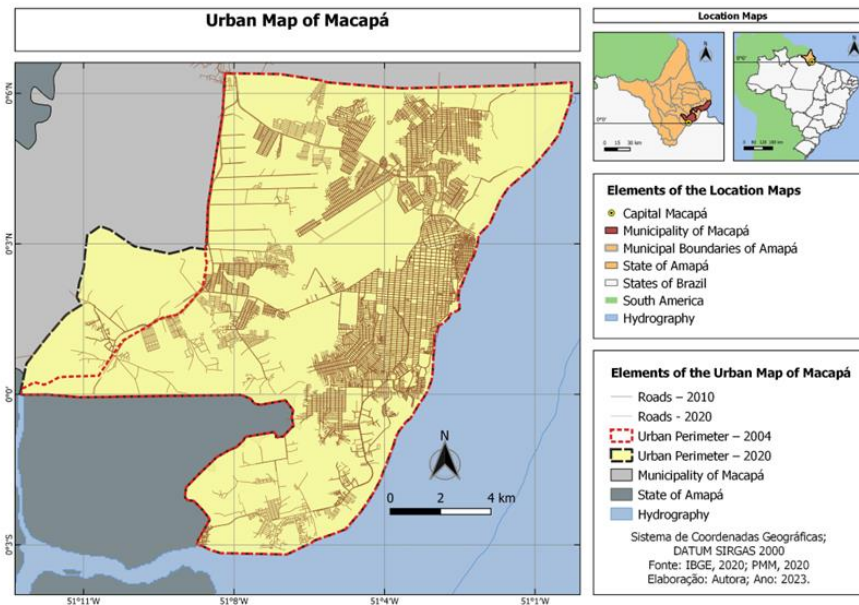 Urban Map of Macapá
0°6'N
0°3'N
0°0'
0°3'S
51°11'W
51°8'W
51°4'W
51°1'W
N
0 2 4 km
Location Maps
N
0°0'
0 15 30 km
N
0°0'
Elements of the Location Maps
Capital Macapá
Municipality of Macapá
Municipal Boundaries of Amapá
State of Amapá
States of Brazil
South America
Hydrography
Elements of the Urban Map of Macapá
Roads – 2010
Roads - 2020
Urban Perimeter – 2004
Urban Perimeter – 2020
Municipality of Macapá
State of Amapá
Hydrography
Sistema de Coordenadas Geográficas;
DATUM SIRGAS 2000
Fonte: IBGE, 2020; PMM, 2020
Elaboração: Autora; Ano: 2023.